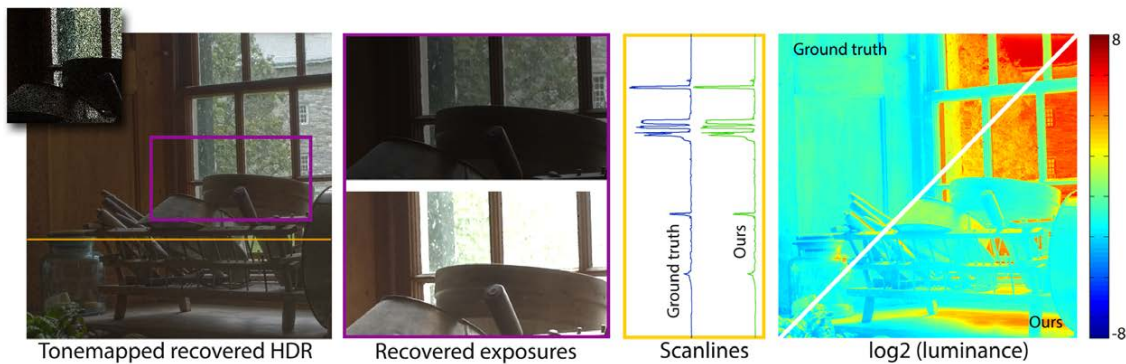 Ground truth
8
Ground truth
Ours
Ours
-8
Tonemapped recovered HDR
Recovered exposures
Scanlines
log2 (luminance)